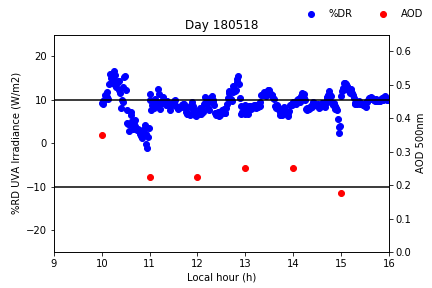 %DR AOD
Day 180518
20
10
0
−10
−20
%RD UVA Irradiance (W/m2)
0.6
0.5
0.4
0.3
0.2
0.1
0.0
AOD 500nm
9 10 11 12 13 14 15 16
Local hour (h)